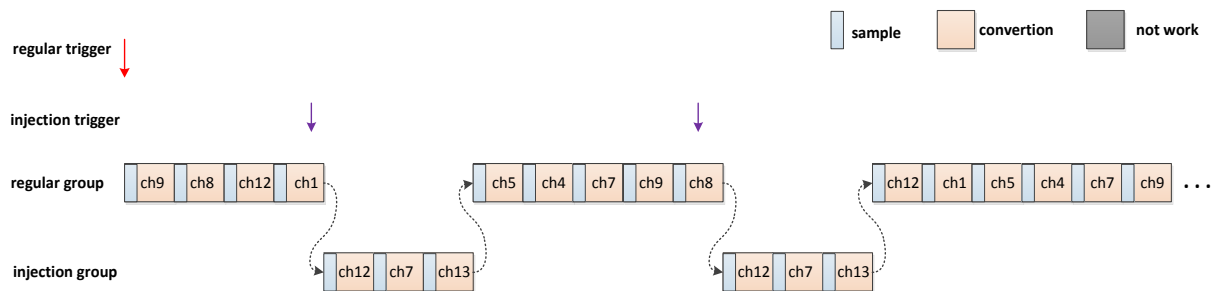 sample convertion not work
regular trigger
injection trigger
regular group ch9 ch8 ch12 ch1 ch5 ch4 ch7 ch9 ch8 ch12 ch1 ch5 ch4 ch7 ch9 ...
injection group ch12 ch7 ch13 ch12 ch7 ch13